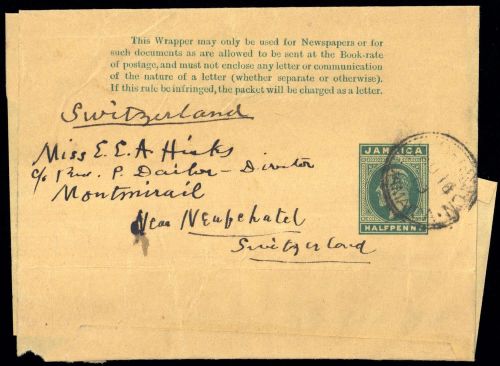 This Wrapper may only be used for Newspapers or for
such documents as are allowed to be sent at the Book-rate
of postage, and must not enclose any letter or communication
of the nature of a letter (whether separate or otherwise).
If this rule be infringed, the packet will be charged as a letter.
Switzerland
Miss E. E. A Hicks
c/o Rev. P. Dailor - Director
Montmirail
Near Neufchatel
Switzerland
JAMAICA
HALFPENNY